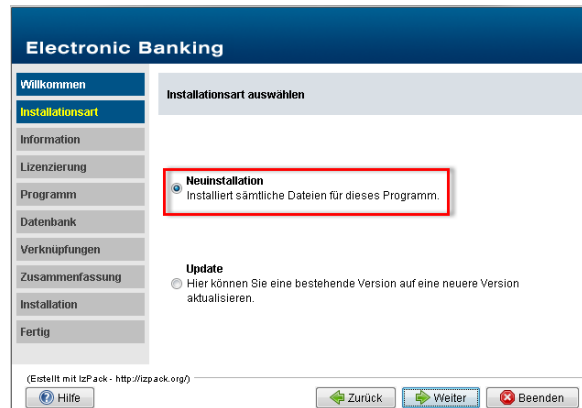 Electronic Banking
Willkommen
Installationsart
Information
Lizenzierung
Programm
Datenbank
Verknüpfungen
Zusammenfassung
Installation
Fertig
Installationsart auswählen
Neuinstallation
Installiert sämtliche Dateien für dieses Programm.
Update
Hier können Sie eine bestehende Version auf eine neuere Version
aktualisieren.
(Erstellt mit IzPack - http://izpack.org/)
Hilfe
Zurück
Weiter
Beenden